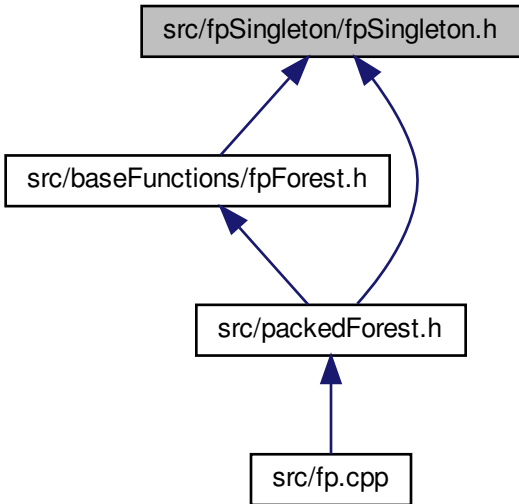 src/fpSingleton/fpSingleton.h
src/baseFunctions/fpForest.h
src/packedForest.h
src/fp.cpp